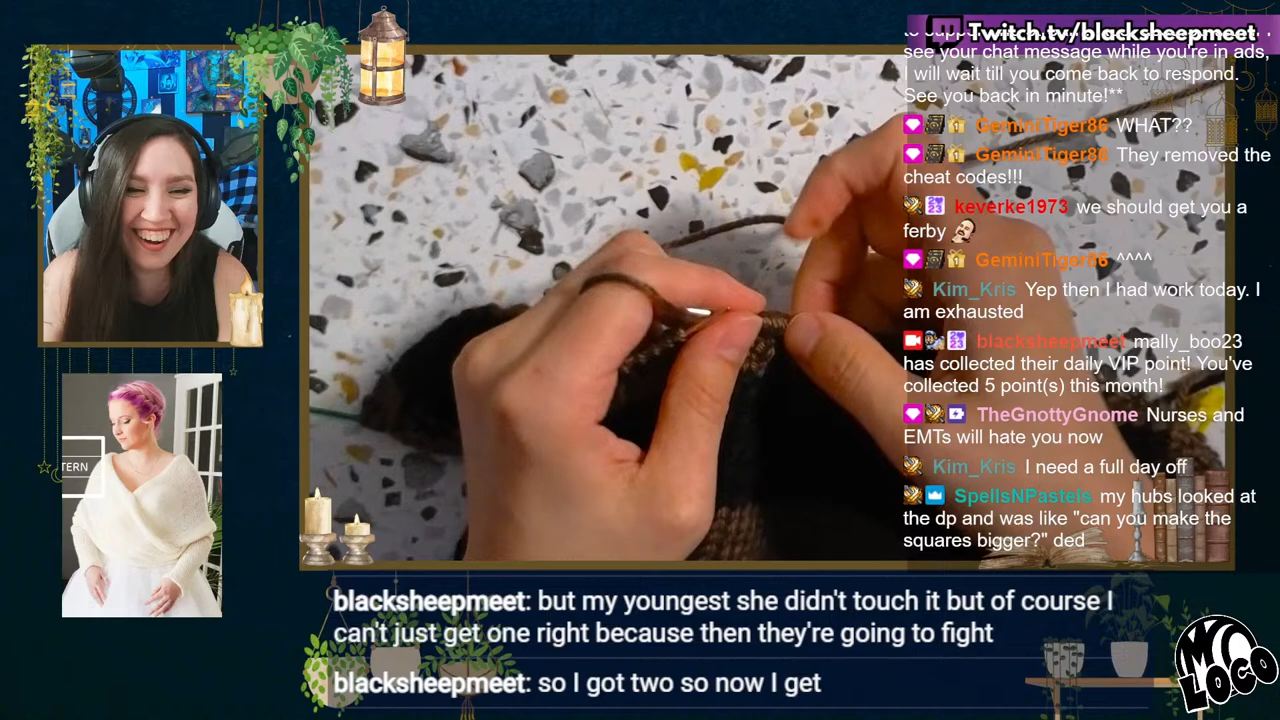 Twitch.tv/blacksheepmeet
see your chat message while you're in ads,
I will wait till you come back to respond.
See you back in minute!**
GeminiTiger86 WHAT??
GeminiTiger86 They removed the
cheat codes!!!
keverke1973 we should get you a
ferby
GeminiTiger86 ^^^^
Kim_Kris Yep then I had work today. I
am exhausted
blacksheepmeet mally_boo23
has collected their daily VIP point! You've
collected 5 point(s) this month!
TheGnottyGnome Nurses and
EMTs will hate you now
Kim_Kris I need a full day off
SpellsNPastels my hubs looked at
the dp and was like "can you make the
squares bigger?" ded
TERN
blacksheepmeet: but my youngest she didn't touch it but of course I
can't just get one right because then they're going to fight
blacksheepmeet: so I got two so now I get
MC
LOCO